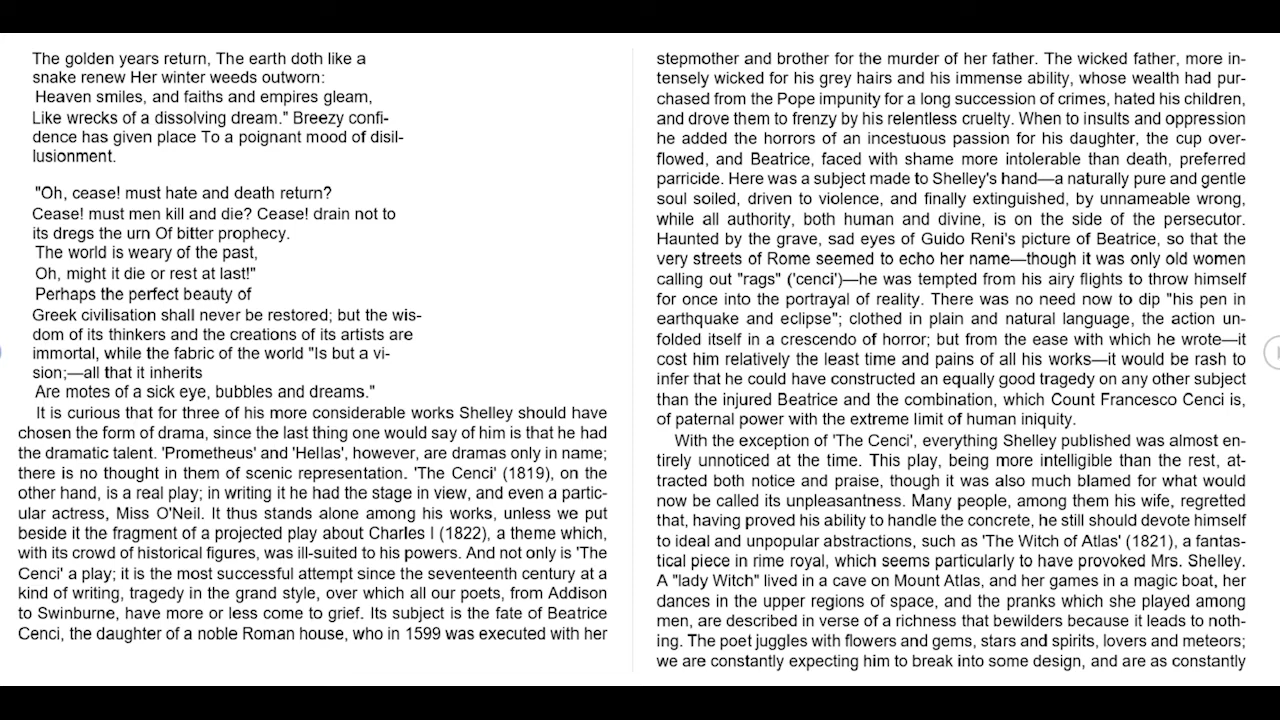 The golden years return, The earth doth like a
snake renew Her winter weeds outworn:
Heaven smiles, and faiths and empires gleam,
Like wrecks of a dissolving dream." Breezy confi-
dence has given place To a poignant mood of disil-
lusionment.
"Oh, cease! must hate and death return?
Cease! must men kill and die? Cease! drain not to
its dregs the urn Of bitter prophecy.
The world is weary of the past,
Oh, might it die or rest at last!"
Perhaps the perfect beauty of
Greek civilisation shall never be restored; but the wis-
dom of its thinkers and the creations of its artists are
immortal, while the fabric of the world "Is but a vi-
sion;—all that it inherits
Are motes of a sick eye, bubbles and dreams."
It is curious that for three of his more considerable works Shelley should have
chosen the form of drama, since the last thing one would say of him is that he had
the dramatic talent. 'Prometheus' and 'Hellas', however, are dramas only in name;
there is no thought in them of scenic representation. 'The Cenci' (1819), on the
other hand, is a real play; in writing it he had the stage in view, and even a partic-
ular actress, Miss O'Neil. It thus stands alone among his works, unless we put
beside it the fragment of a projected play about Charles I (1822), a theme which,
with its crowd of historical figures, was ill-suited to his powers. And not only is 'The
Cenci' a play; it is the most successful attempt since the seventeenth century at a
kind of writing, tragedy in the grand style, over which all our poets, from Addison
to Swinburne, have more or less come to grief. Its subject is the fate of Beatrice
Cenci, the daughter of a noble Roman house, who in 1599 was executed with her
stepmother and brother for the murder of her father. The wicked father, more in-
tensely wicked for his grey hairs and his immense ability, whose wealth had pur-
chased from the Pope impunity for a long succession of crimes, hated his children,
and drove them to frenzy by his relentless cruelty. When to insults and oppression
he added the horrors of an incestuous passion for his daughter, the cup over-
flowed, and Beatrice, faced with shame more intolerable than death, preferred
parricide. Here was a subject made to Shelley's hand—a naturally pure and gentle
soul soiled, driven to violence, and finally extinguished, by unnameable wrong,
while all authority, both human and divine, is on the side of the persecutor.
Haunted by the grave, sad eyes of Guido Reni's picture of Beatrice, so that the
very streets of Rome seemed to echo her name—though it was only old women
calling out "rags" ('cenci')—he was tempted from his airy flights to throw himself
for once into the portrayal of reality. There was no need now to dip "his pen in
earthquake and eclipse"; clothed in plain and natural language, the action un-
folded itself in a crescendo of horror; but from the ease with which he wrote—it
cost him relatively the least time and pains of all his works—it would be rash to
infer that he could have constructed an equally good tragedy on any other subject
than the injured Beatrice and the combination, which Count Francesco Cenci is,
of paternal power with the extreme limit of human iniquity.
With the exception of 'The Cenci', everything Shelley published was almost en-
tirely unnoticed at the time. This play, being more intelligible than the rest, at-
tracted both notice and praise, though it was also much blamed for what would
now be called its unpleasantness. Many people, among them his wife, regretted
that, having proved his ability to handle the concrete, he still should devote himself
to ideal and unpopular abstractions, such as 'The Witch of Atlas' (1821), a fantas-
tical piece in rime royal, which seems particularly to have provoked Mrs. Shelley.
A "lady Witch" lived in a cave on Mount Atlas, and her games in a magic boat, her
dances in the upper regions of space, and the pranks which she played among
men, are described in verse of a richness that bewilders because it leads to noth-
ing. The poet juggles with flowers and gems, stars and spirits, lovers and meteors;
we are constantly expecting him to break into some design, and are as constantly